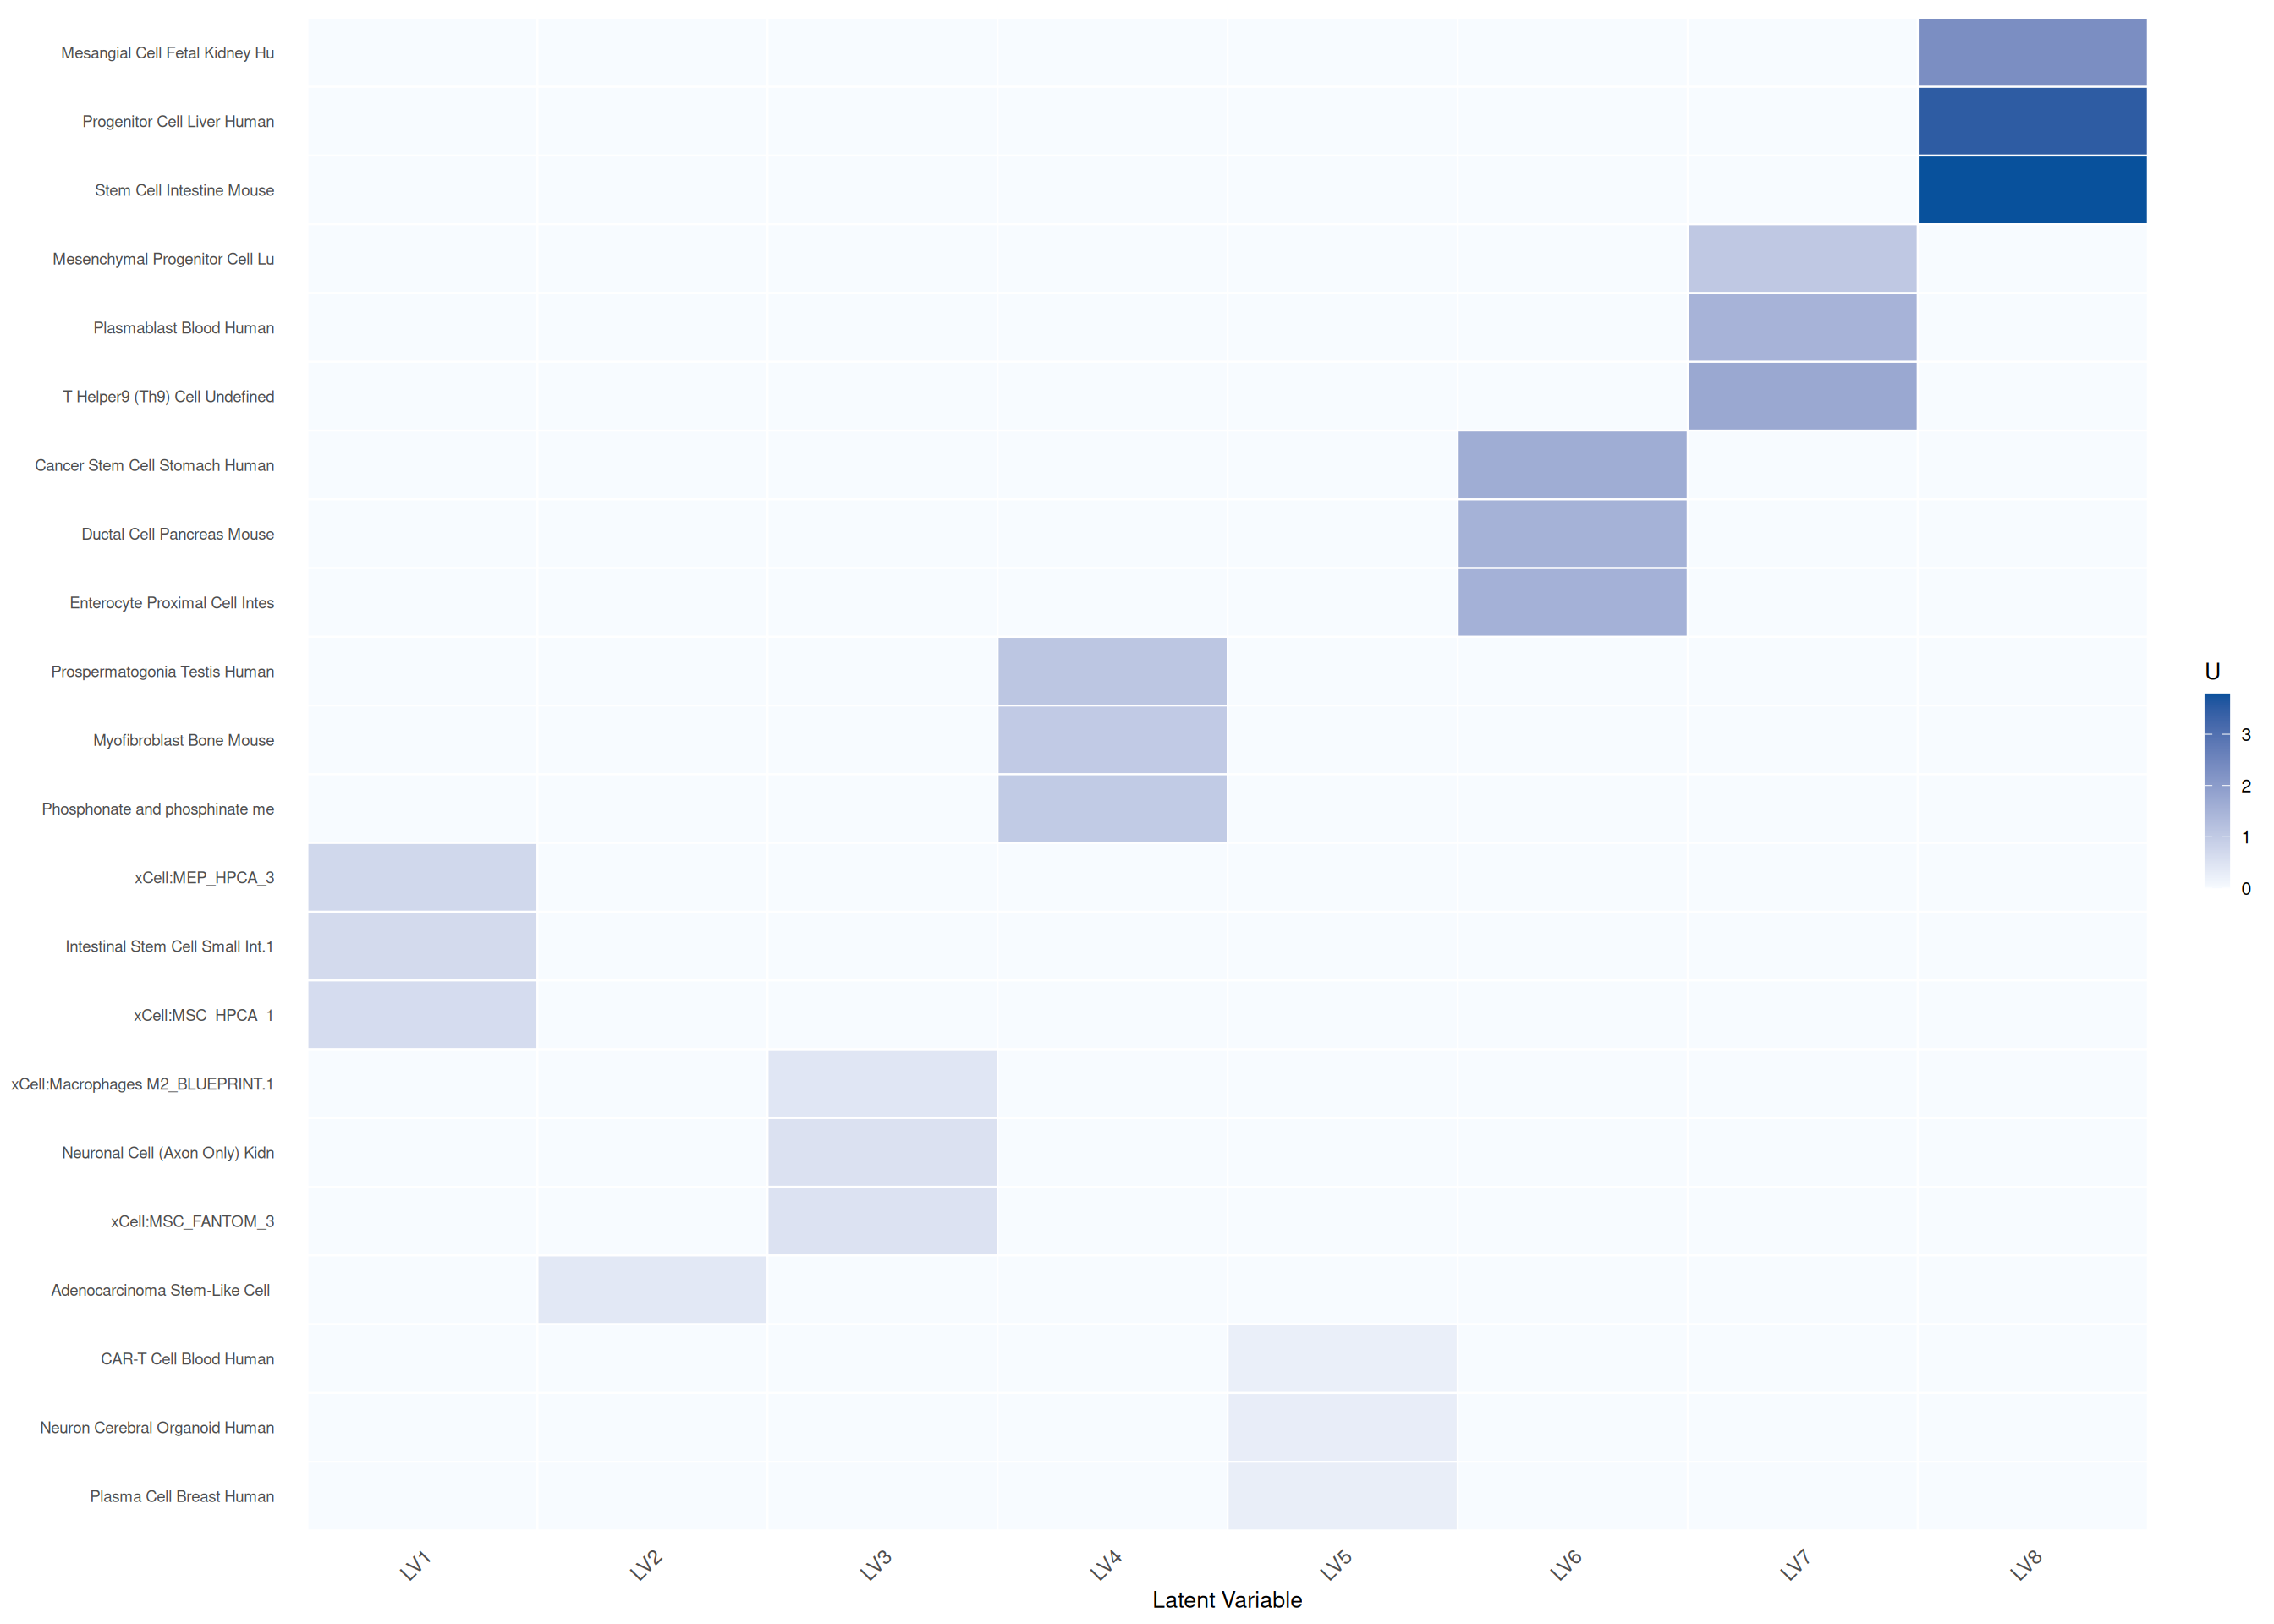 Mesangial Cell Fetal Kidney Hu
Progenitor Cell Liver Human
Stem Cell Intestine Mouse
Mesenchymal Progenitor Cell Lu
Plasmablast Blood Human
T Helper9 (Th9) Cell Undefined
Cancer Stem Cell Stomach Human
Ductal Cell Pancreas Mouse
Enterocyte Proximal Cell Intes
Prospermatogonia Testis Human
Myofibroblast Bone Mouse
Phosphonate and phosphinate me
xCell:MEP_HPCA_3
Intestinal Stem Cell Small Int.1
xCell:MSC_HPCA_1
xCell:Macrophages M2_BLUEPRINT.1
Neuronal Cell (Axon Only) Kidn
xCell:MSC_FANTOM_3
Adenocarcinoma Stem-Like Cell
CAR-T Cell Blood Human
Neuron Cerebral Organoid Human
Plasma Cell Breast Human
LV1 LV2 LV3 LV4 LV5 LV6 LV7 LV8
Latent Variable
U
3
2
1
0